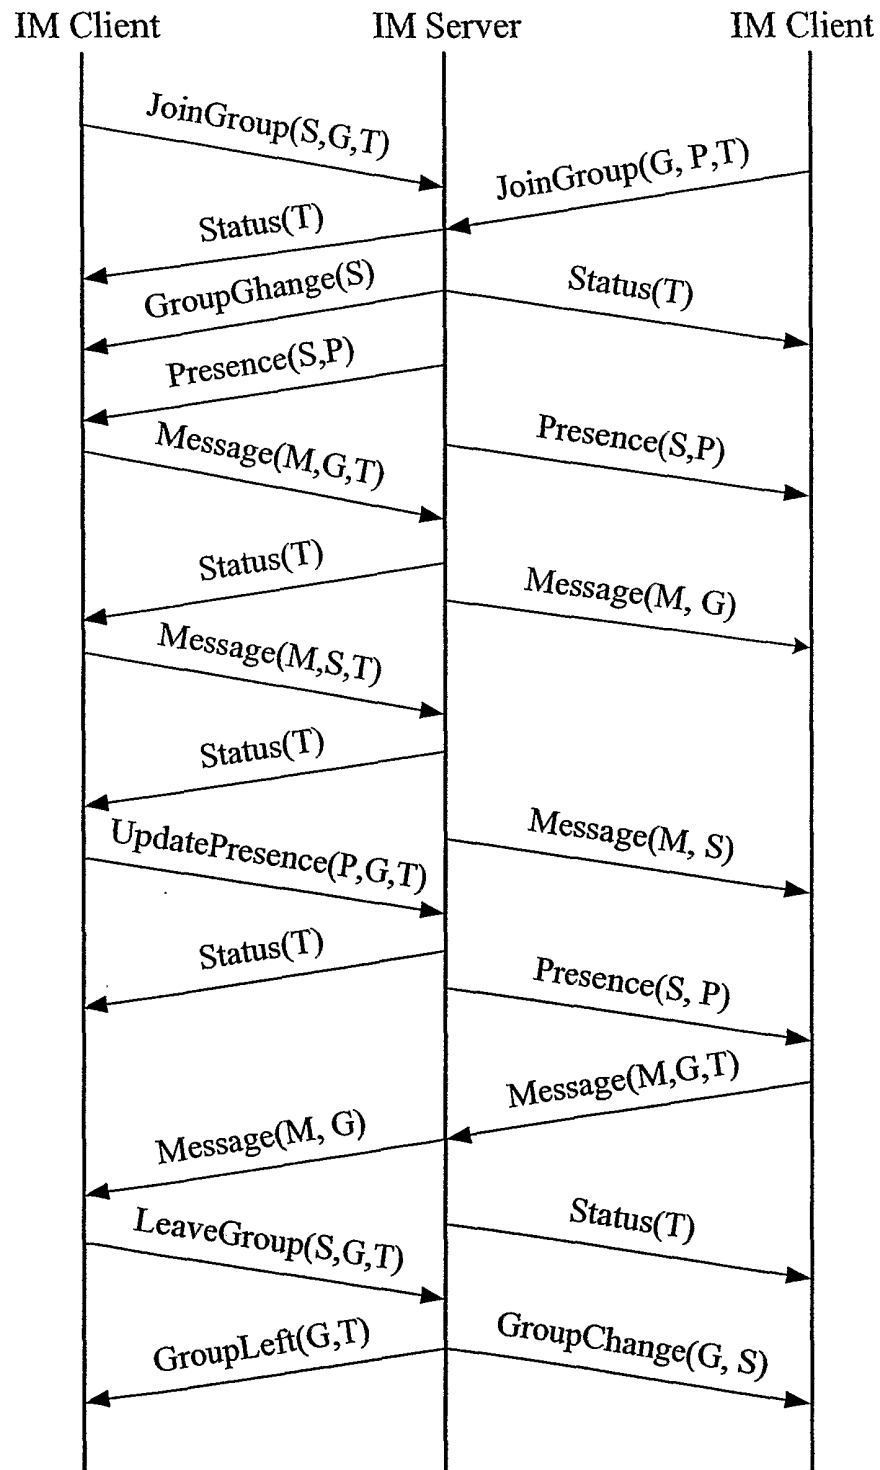 IM Client
IM Server
IM Client
JoinGroup(S,G,T)
JoinGroup(G, P,T)
Status(T)
GroupGhange(S)
Status(T)
Presence(S,P)
Message(M,G,T)
Presence(S,P)
Status(T)
Message(M, G)
Message(M,S,T)
Status(T)
Message(M, S)
UpdatePresence(P,G,T)
Status(T)
Presence(S, P)
Message(M,G,T)
Message(M, G)
Status(T)
LeaveGroup(S,G,T)
GroupLeft(G,T)
GroupChange(G, S)